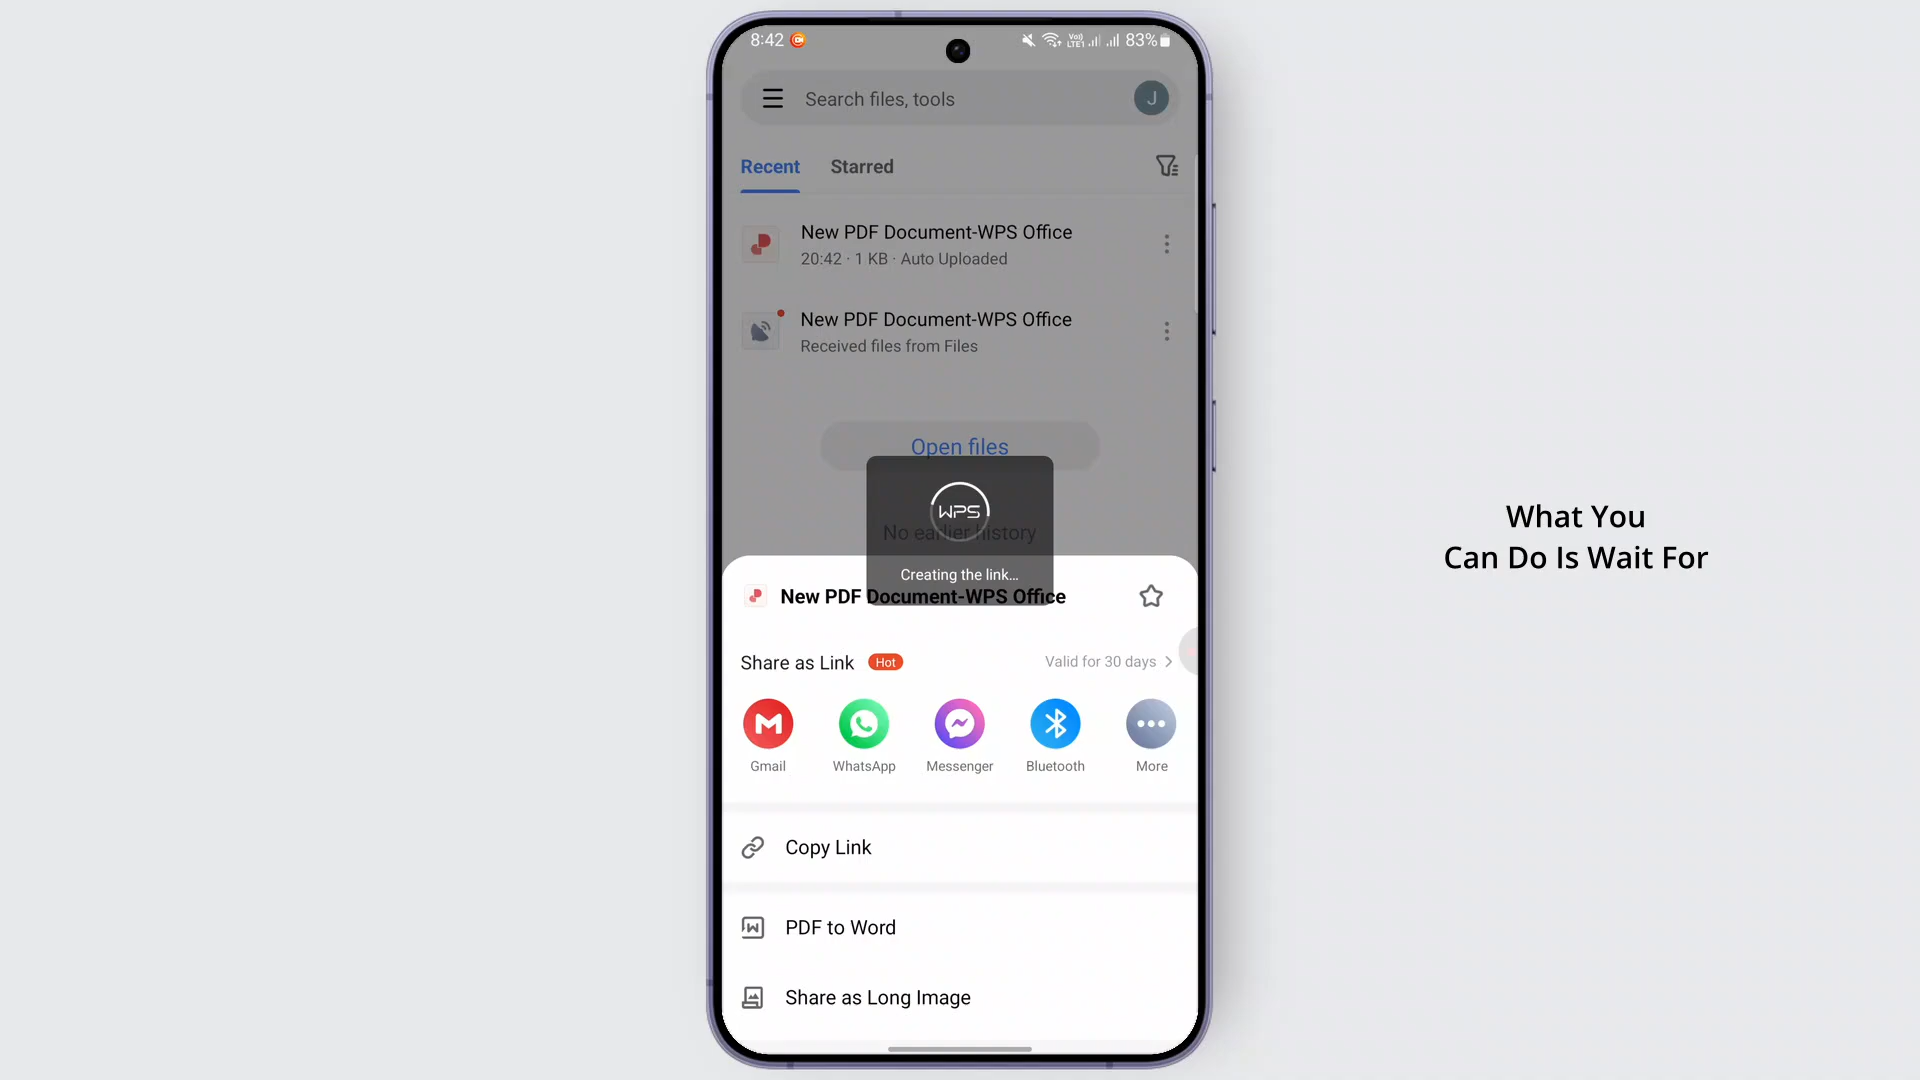 8:42
Vo)) LTE1 83%
Search files, tools
J
Recent Starred
New PDF Document-WPS Office
20:42 · 1 KB · Auto Uploaded
New PDF Document-WPS Office
Received files from Files
Open files
WPS
No earlier history
Creating the link...
New PDF Document-WPS Office
Share as Link Hot Valid for 30 days
Gmail WhatsApp Messenger Bluetooth More
Copy Link
PDF to Word
Share as Long Image
What You
Can Do Is Wait For